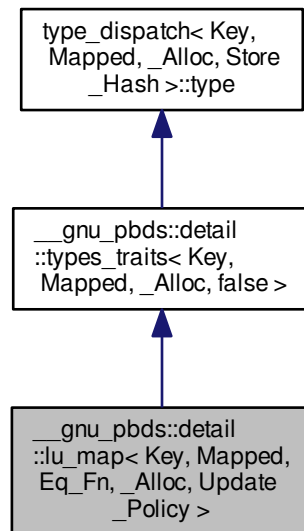 type_dispatch< Key,
Mapped, _Alloc, Store
_Hash >::type
__gnu_pbds::detail
::types_traits< Key,
Mapped, _Alloc, false >
__gnu_pbds::detail
::lu_map< Key, Mapped,
Eq_Fn, _Alloc, Update
_Policy >